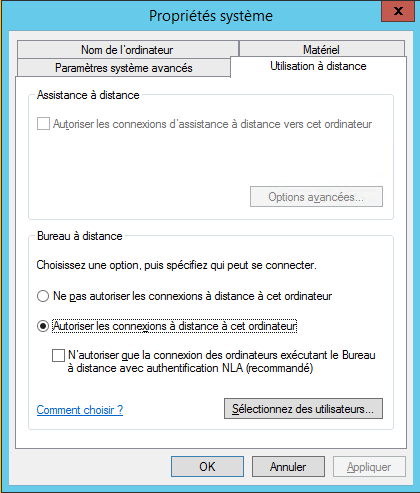 Propriétés système
x
Nom de l'ordinateur
Matériel
Paramètres système avancés
Utilisation à distance
Assistance à distance
Autoriser les connexions d'assistance à distance vers cet ordinateur
Options avancées...
Bureau à distance
Choisissez une option, puis spécifiez qui peut se connecter.
Ne pas autoriser les connexions à distance à cet ordinateur
Autoriser les connexions à distance à cet ordinateur
N'autoriser que la connexion des ordinateurs exécutant le Bureau
à distance avec authentification NLA (recommandé)
Comment choisir ?
Sélectionnez des utilisateurs...
OK
Annuler
Appliquer